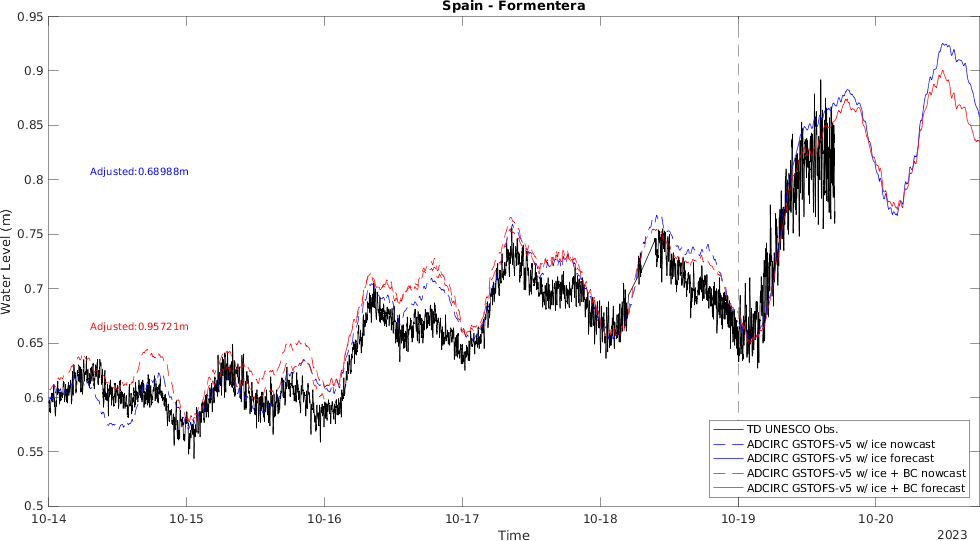 Spain - Formentera
0.95
0.9
0.85
0.8
0.75
0.7
0.65
0.6
0.55
0.5
Water Level (m)
Adjusted:0.68988m
Adjusted:0.95721m
TD UNESCO Obs.
ADCIRC GSTOFS-v5 w/ ice nowcast
ADCIRC GSTOFS-v5 w/ ice forecast
ADCIRC GSTOFS-v5 w/ ice + BC nowcast
ADCIRC GSTOFS-v5 w/ ice + BC forecast
10-14 10-15 10-16 10-17 10-18 10-19 10-20
Time
2023